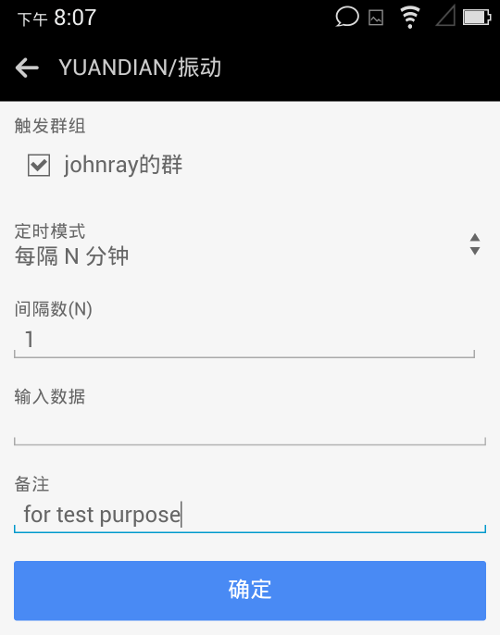 下午 8:07
YUANDIAN/振动
触发群组
johnray的群
定时模式
每隔 N 分钟
间隔数(N)
1
输入数据
备注
for test purpose
确定